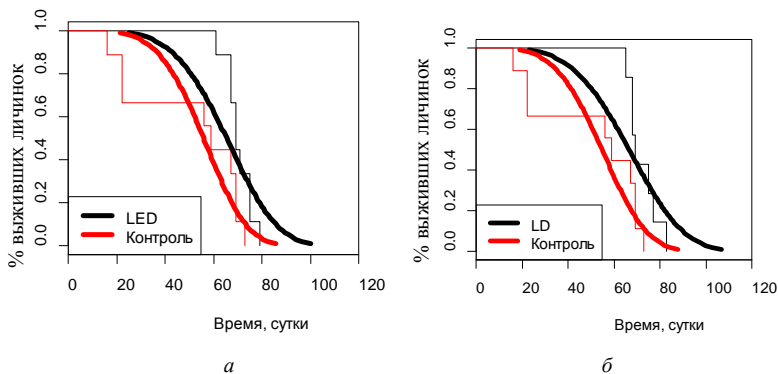 % выживших личинок
1.0
0.8
0.6
0.4
0.2
0.0
LED
Контроль
0 20 40 60 80 100 120
Время, сутки
а
% выживших личинок
1.0
0.8
0.6
0.4
0.2
0.0
LD
Контроль
0 20 40 60 80 100 120
Время, сутки
б